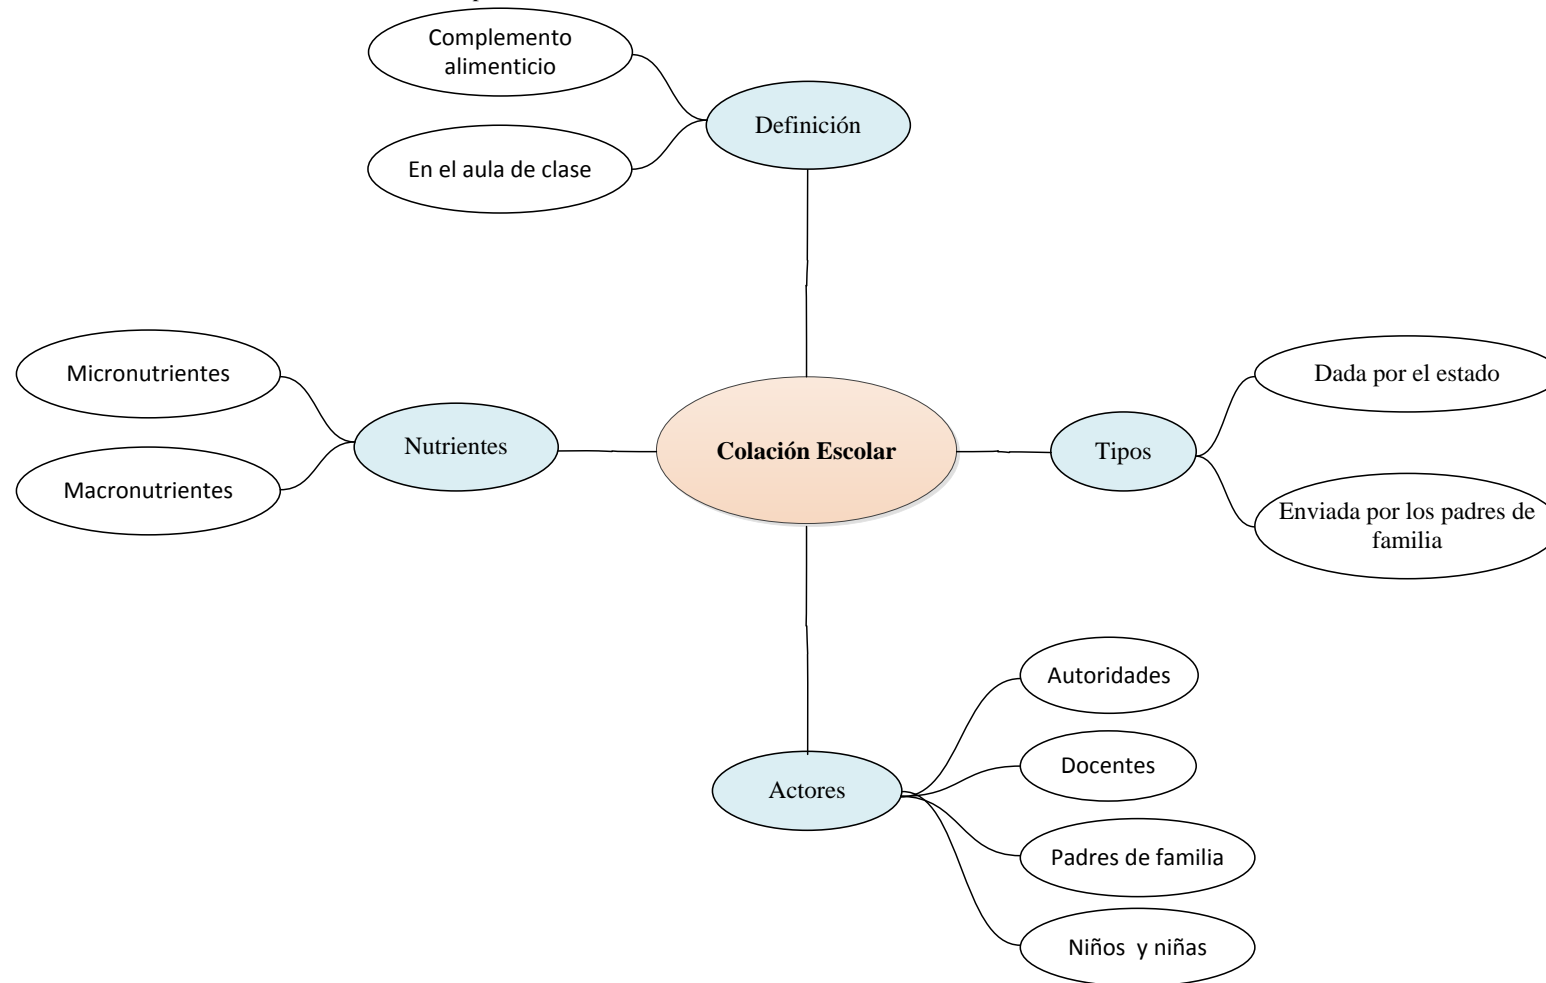 Complemento
alimenticio
Definición
En el aula de clase
Micronutrientes
Dada por el estado
Nutrientes
Colación Escolar
Tipos
Macronutrientes
Enviada por los padres de
familia
Autoridades
Docentes
Actores
Padres de familia
Niños y niñas